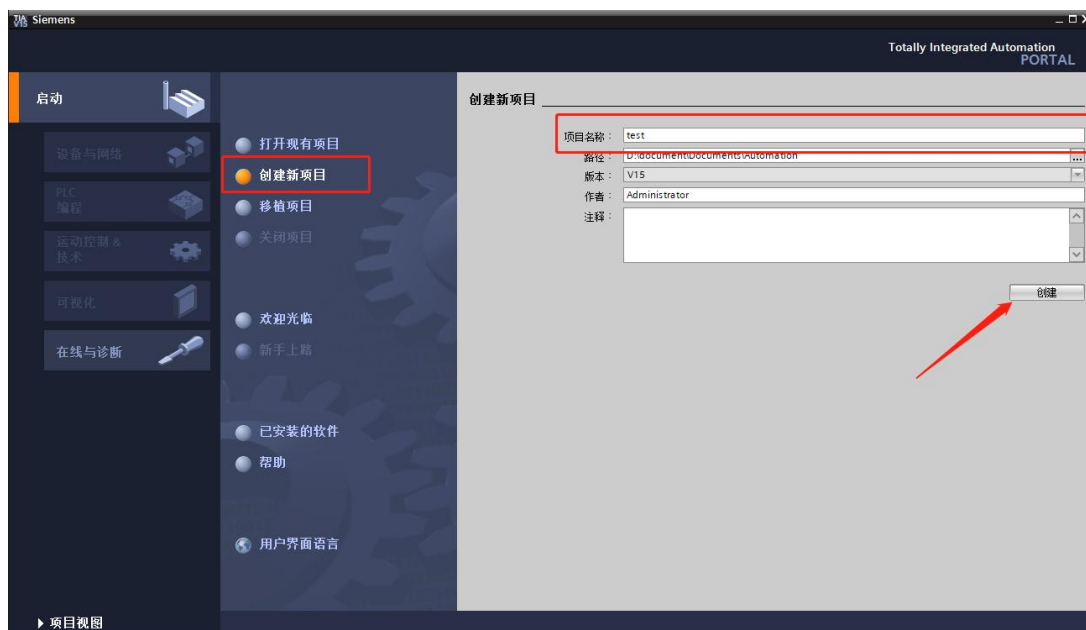 TIA V15 Siemens
Totally Integrated Automation
PORTAL
启动
设备与网络
PLC
编程
运动控制 &
技术
可视化
在线与诊断
项目视图
打开现有项目
创建新项目
移植项目
关闭项目
欢迎光临
新手上路
已安装的软件
帮助
用户界面语言
创建新项目
项目名称： test
路径： D:\document\Documents\Automation
...
版本： V15
作者： Administrator
注释：
创建